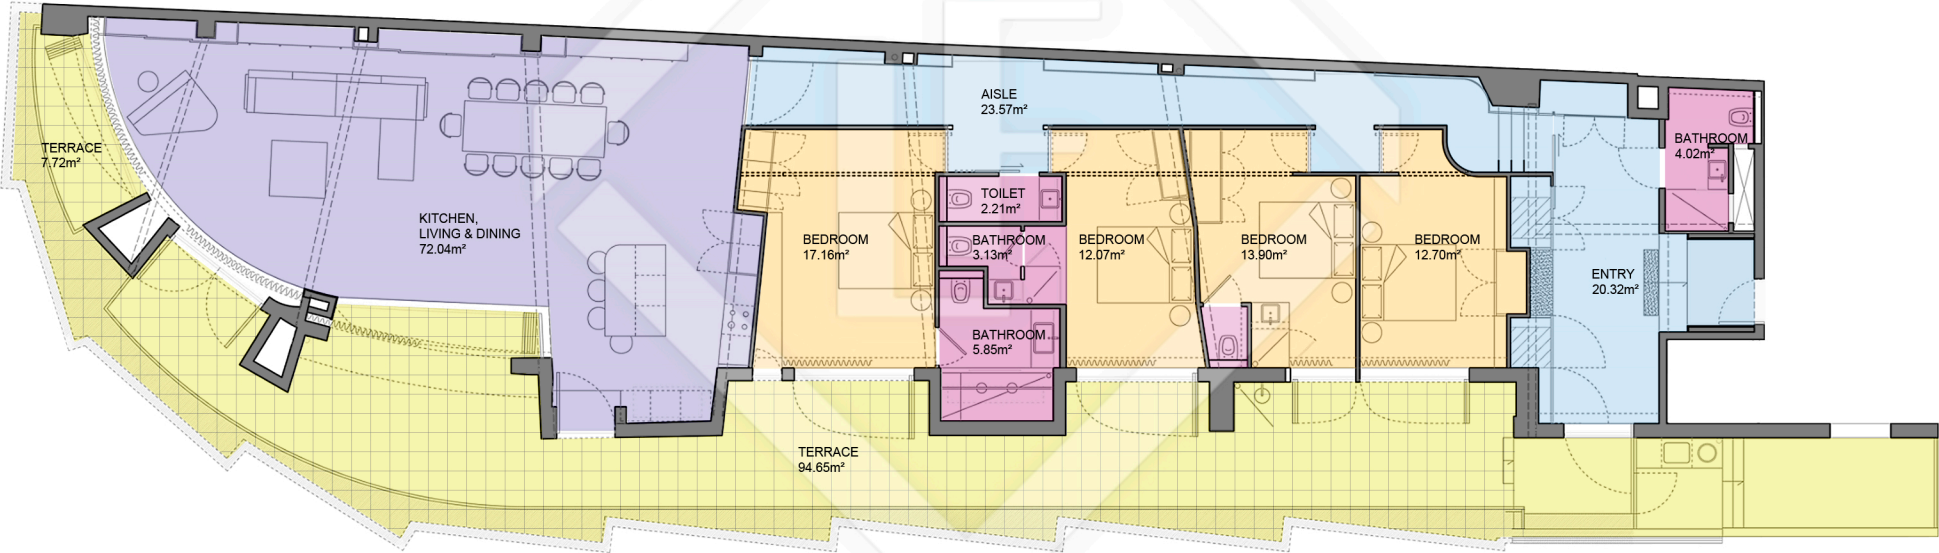 AISLE
23.57m²
TERRACE
7.72m²
BATHROOM
4.02m²
TOILET
2.21m²
KITCHEN,
LIVING & DINING
72.04m²
BEDROOM
17.16m²
BATHROOM
3.13m²
BEDROOM
12.07m²
BEDROOM
13.90m²
BEDROOM
12.70m²
ENTRY
20.32m²
BATHROOM
5.85m²
TERRACE
94.65m²